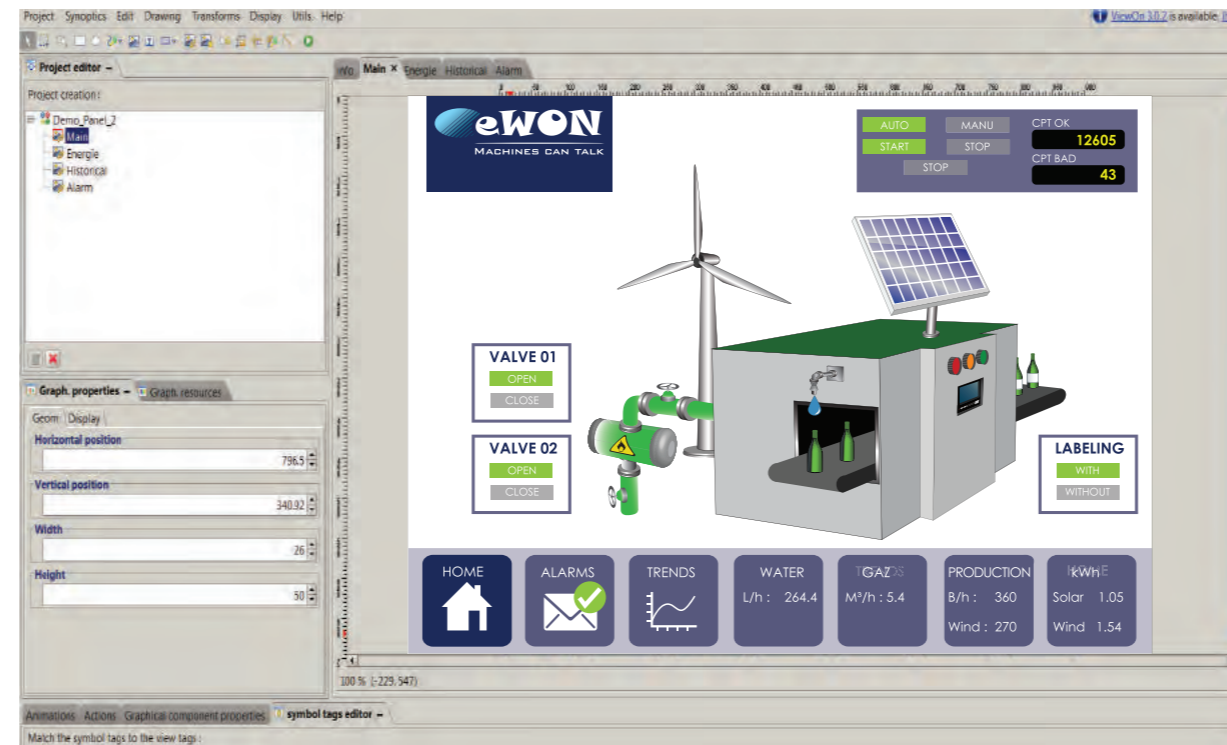 Project Synoptics Edit Drawing Transforms Display Utils Help
ViewOn 3.0.2 is available,
Project editor
Info Main × Energie Historical Alarm
Project creation :
Demo_Panel_2
Main
Energie
Historical
Alarm
eWON
MACHINES CAN TALK
AUTO MANU CPT OK
START STOP 12605
STOP CPT BAD
43
Graph. properties Graph. resources
Geom Display
Horizontal position
796.5
Vertical position
340.92
Width
26
Height
50
VALVE 01
OPEN
CLOSE
VALVE 02
OPEN
CLOSE
LABELING
WITH
WITHOUT
HOME ALARMS TRENDS WATER GAZ PRODUCTION kWh
L/h : 264.4 M³/h : 5.4 B/h : 360 Solar 1.05
Wind : 270 Wind 1.54
100 % (-229, 547)
Animations Actions Graphical component properties symbol tags editor
Match the symbol tags to the view tags :